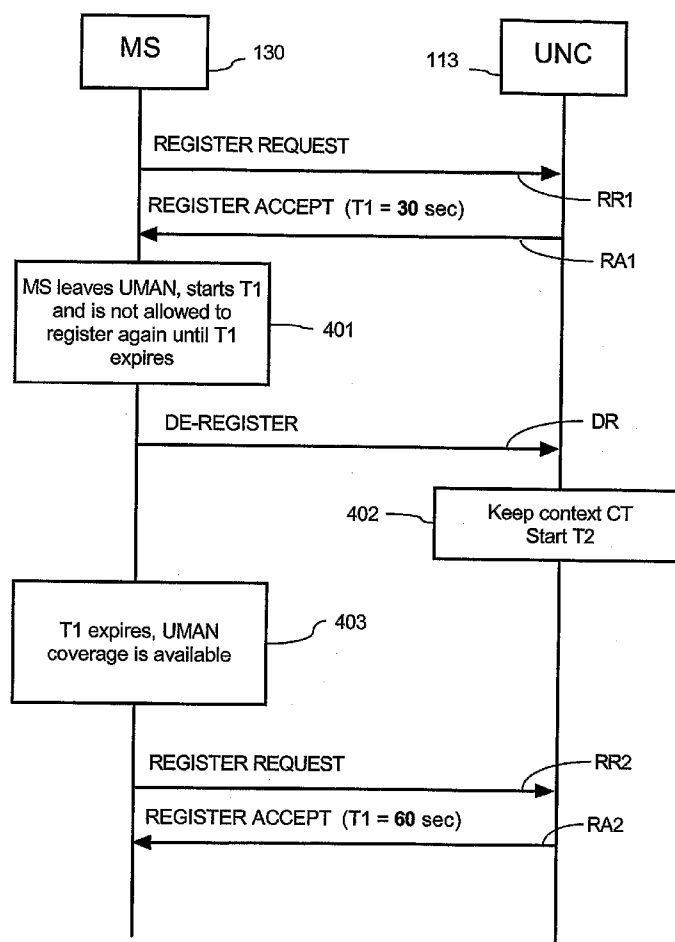 MS
130
113
UNC
REGISTER REQUEST
RR1
REGISTER ACCEPT (T1 = 30 sec)
RA1
MS leaves UMAN, starts T1
and is not allowed to
register again until T1
expires
401
DE-REGISTER
DR
402
Keep context CT
Start T2
T1 expires, UMAN
coverage is available
403
REGISTER REQUEST
RR2
REGISTER ACCEPT (T1 = 60 sec)
RA2